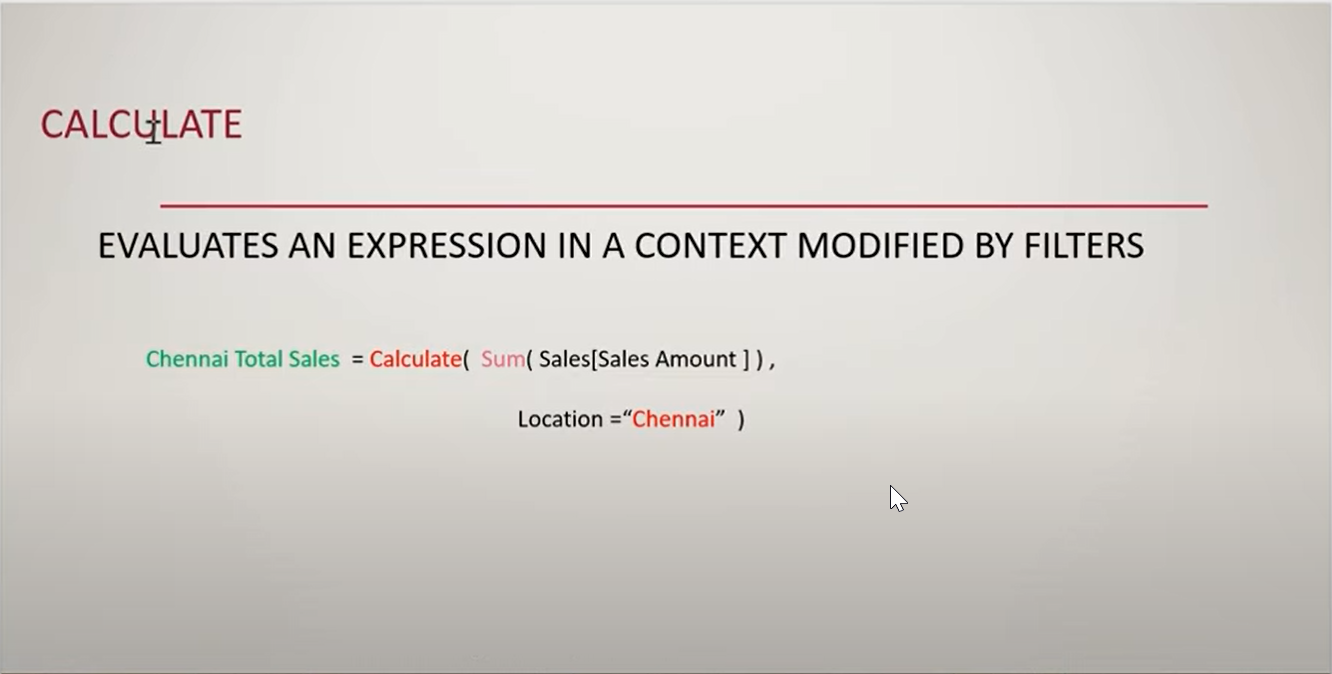 CALCULATE
EVALUATES AN EXPRESSION IN A CONTEXT MODIFIED BY FILTERS
Chennai Total Sales = Calculate( Sum( Sales[Sales Amount ] ) ,
Location =“Chennai” )